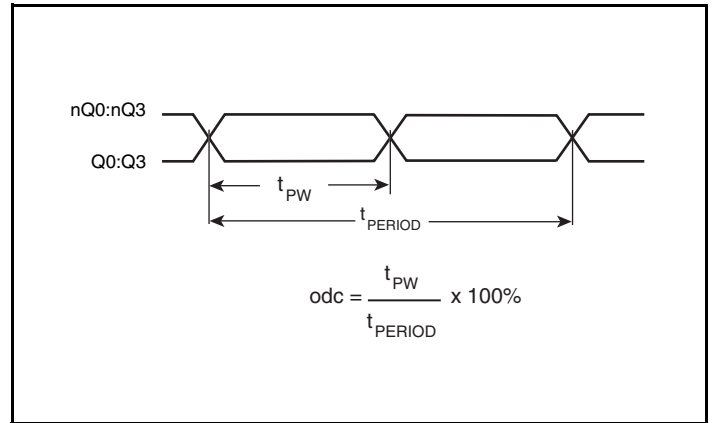 nQ0:nQ3
Q0:Q3
tPW
tPERIOD
odc = tPW / tPERIOD x 100%